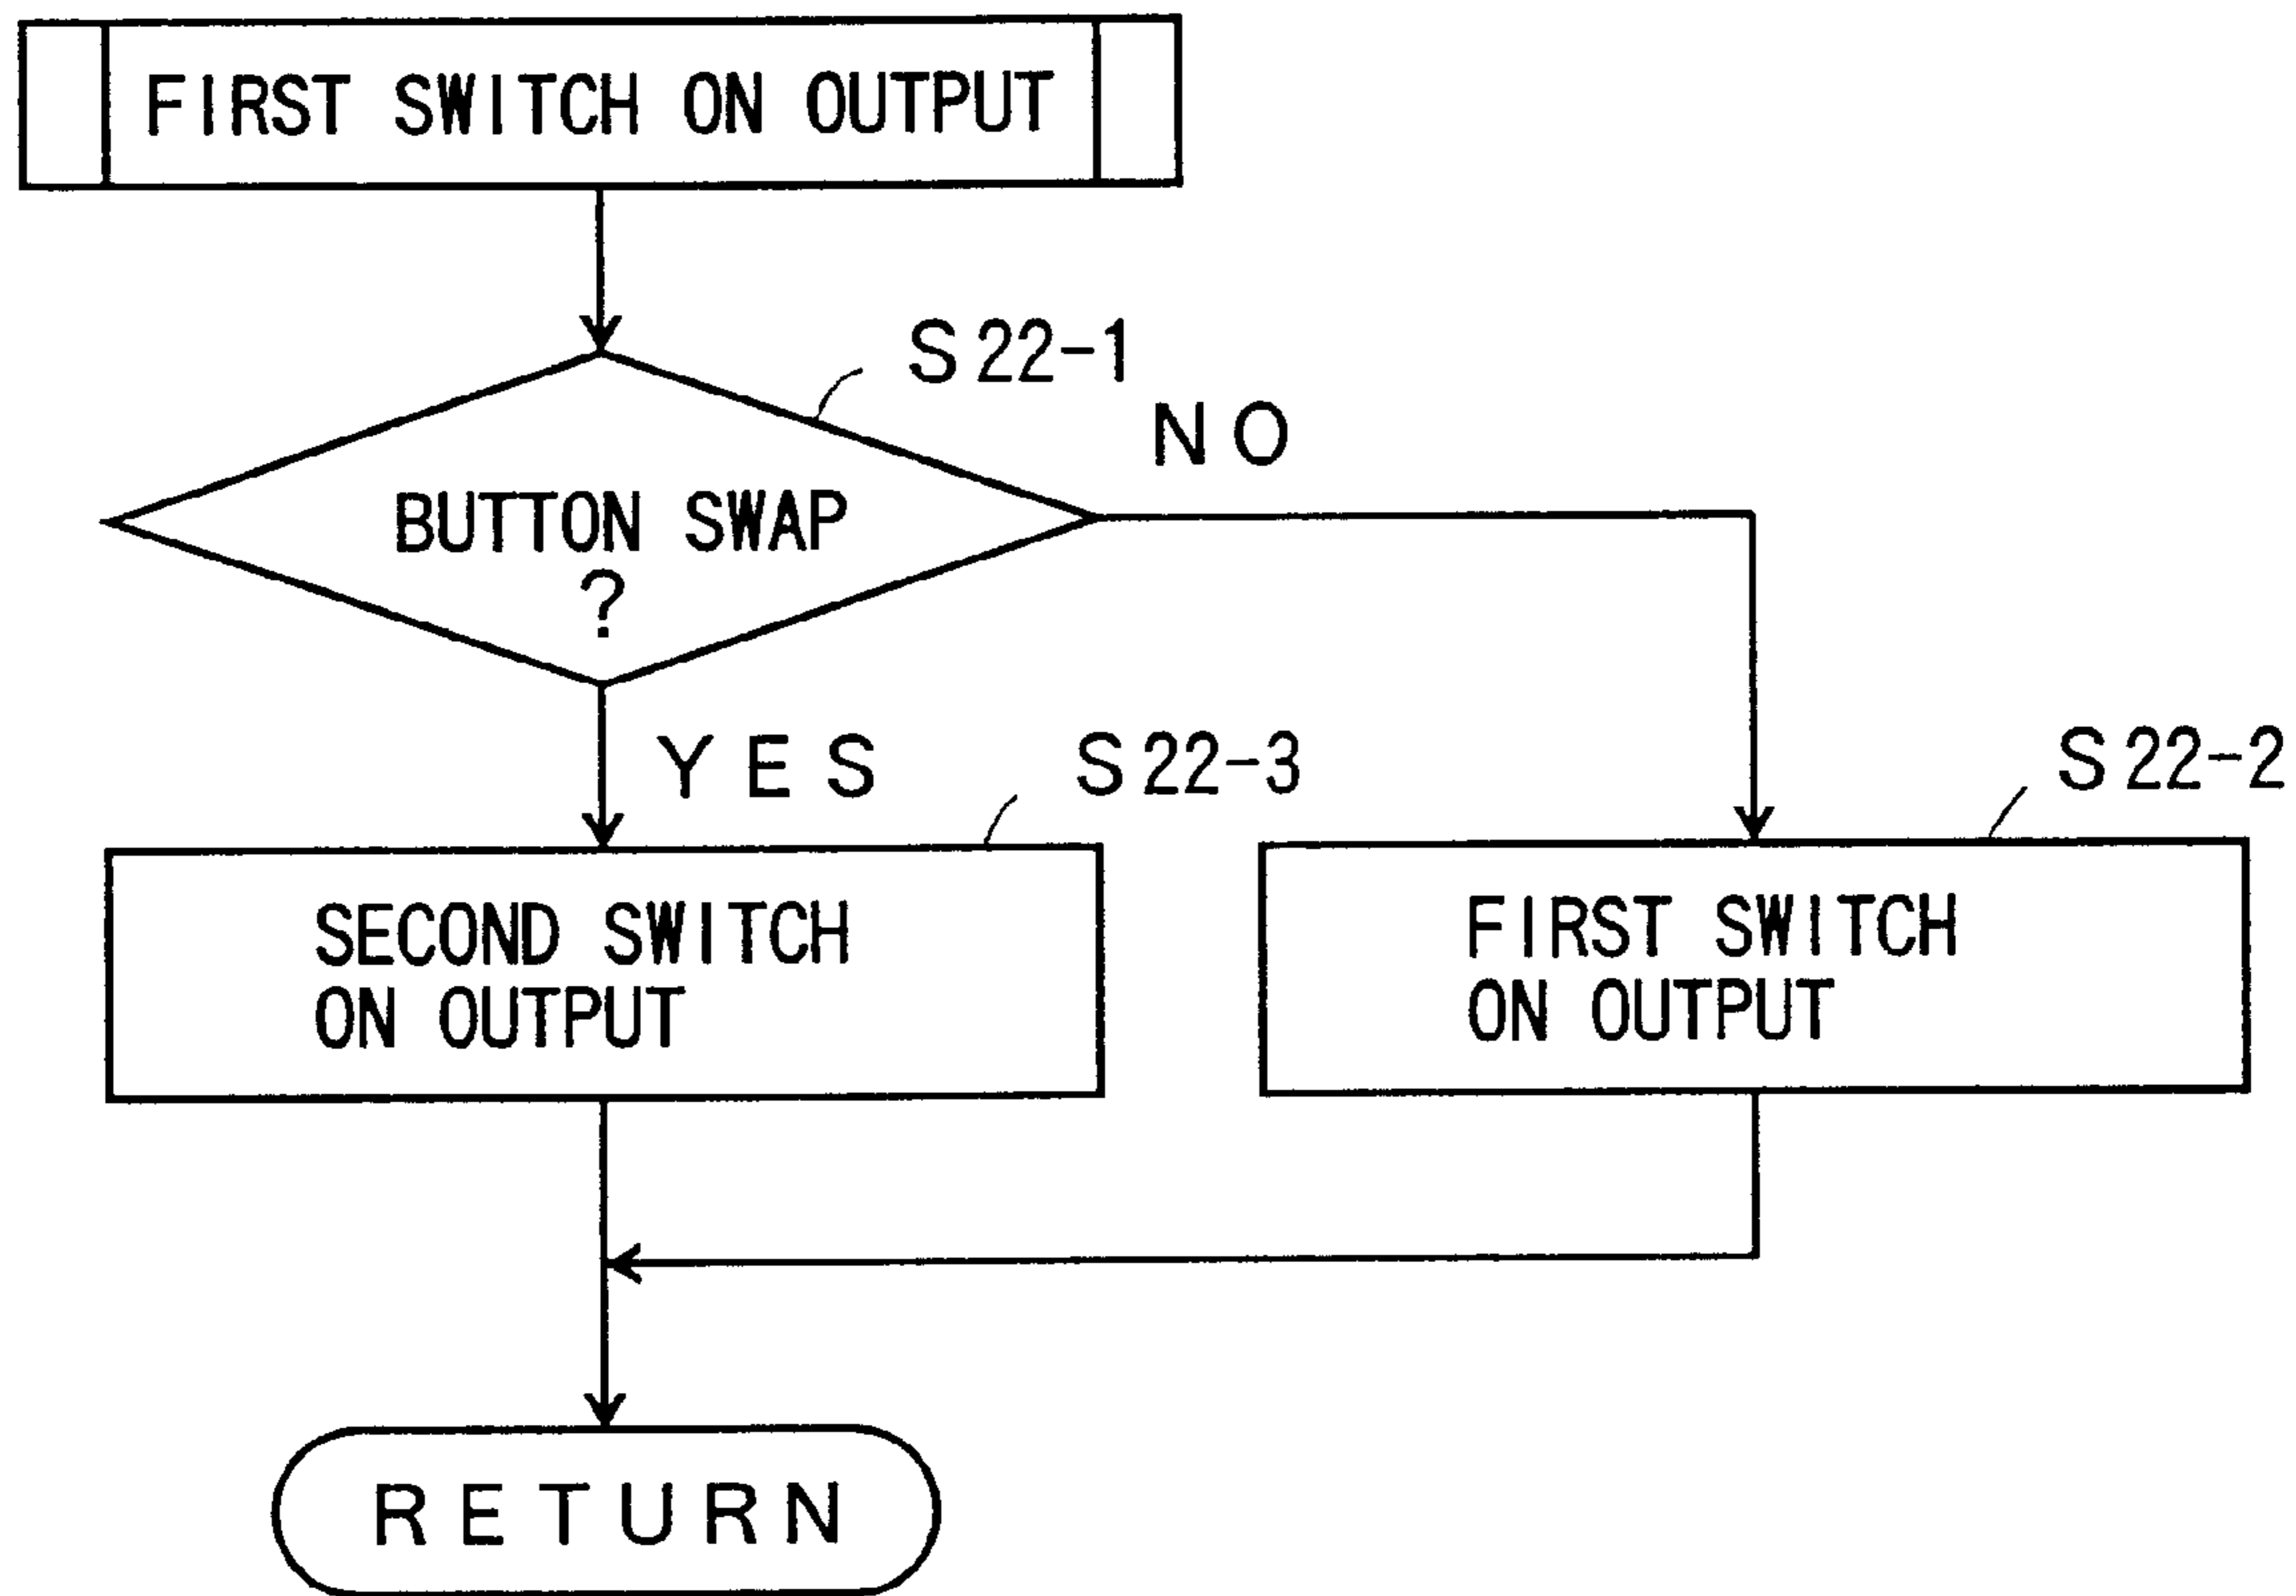 FIRST SWITCH ON OUTPUT
S22-1
NO
BUTTON SWAP
?
YES
S22-3
S22-2
SECOND SWITCH
ON OUTPUT
FIRST SWITCH
ON OUTPUT
RETURN